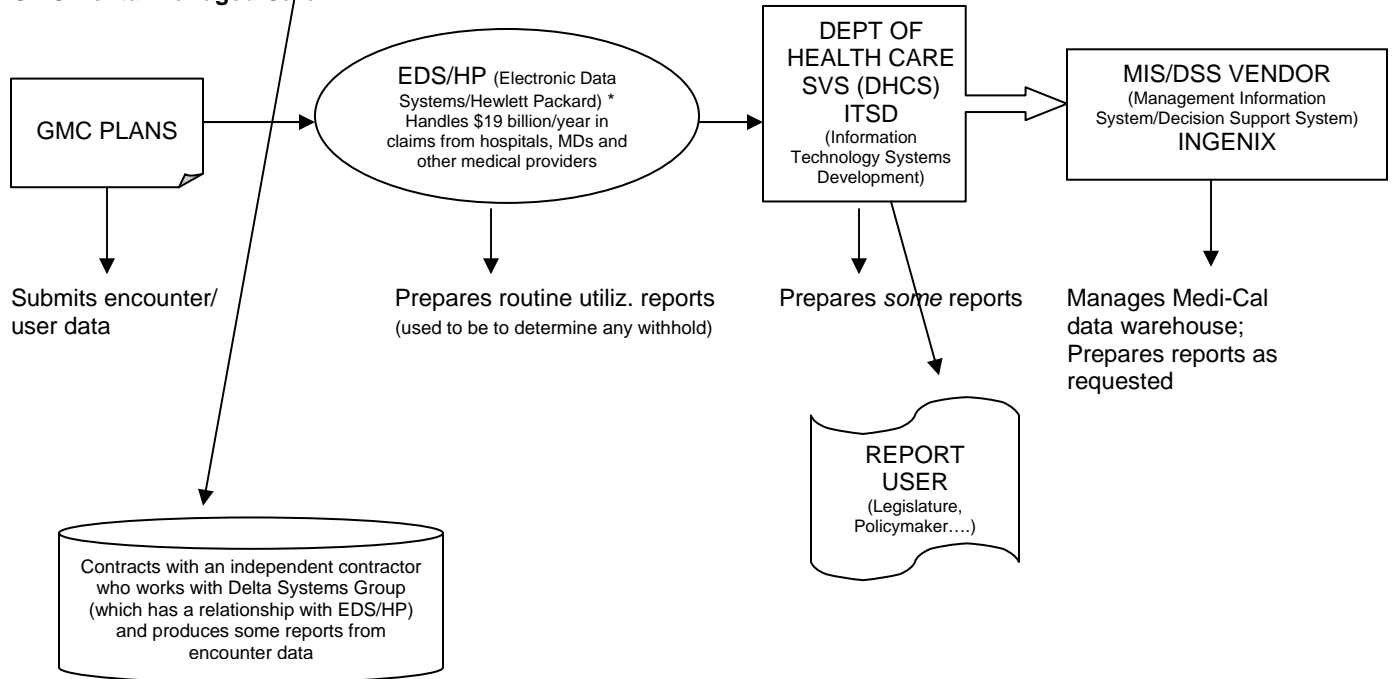 GMC PLANS
EDS/HP (Electronic Data
Systems/Hewlett Packard) *
Handles $19 billion/year in
claims from hospitals, MDs and
other medical providers
DEPT OF
HEALTH CARE
SVS (DHCS)
ITSD
(Information
Technology Systems
Development)
MIS/DSS VENDOR
(Management Information
System/Decision Support System)
INGENIX
Submits encounter/
user data
Prepares routine utiliz. reports
(used to be to determine any withhold)
Prepares some reports
Manages Medi-Cal
data warehouse;
Prepares reports as
requested
REPORT
USER
(Legislature,
Policymaker….)
Contracts with an independent contractor
who works with Delta Systems Group
(which has a relationship with EDS/HP)
and produces some reports from
encounter data